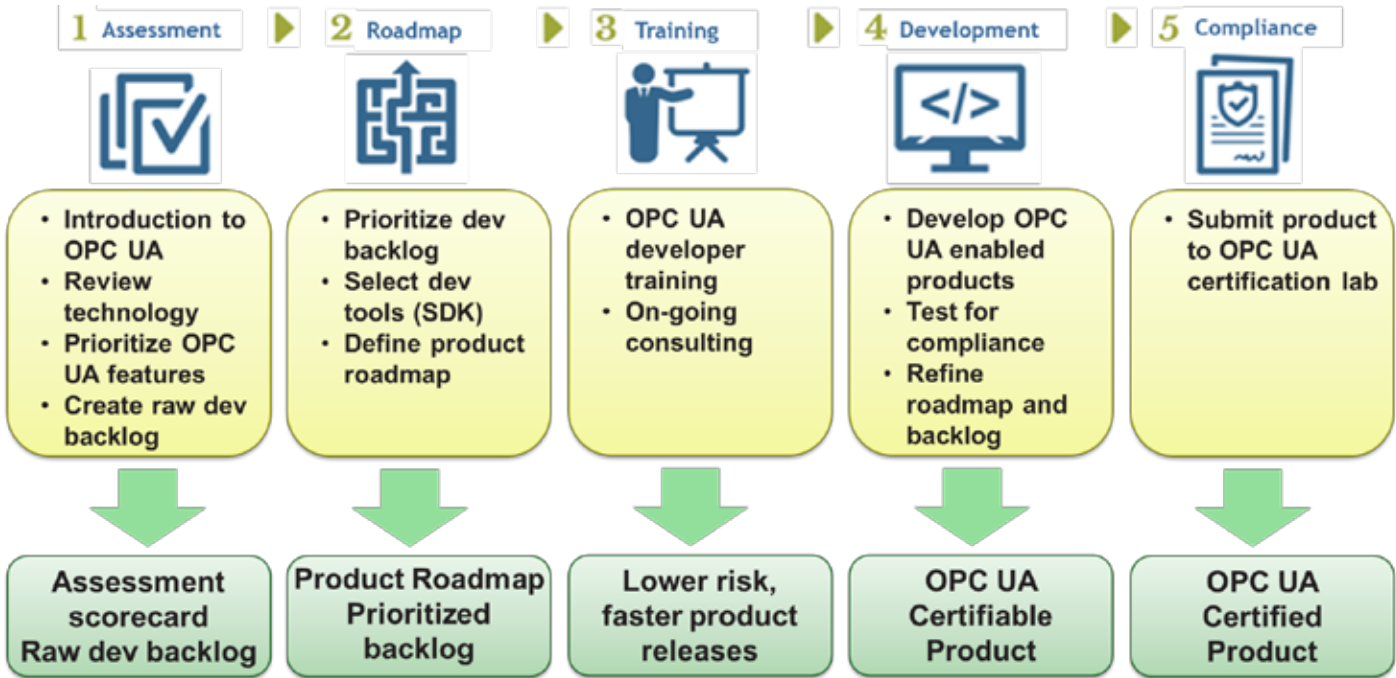 1 Assessment
2 Roadmap
3 Training
4 Development
5 Compliance
</>
• Introduction to
OPC UA
• Review
technology
• Prioritize OPC
UA features
• Create raw dev
backlog
• Prioritize dev
backlog
• Select dev
tools (SDK)
• Define product
roadmap
• OPC UA
developer
training
• On-going
consulting
• Develop OPC
UA enabled
products
• Test for
compliance
• Refine
roadmap and
backlog
• Submit product
to OPC UA
certification lab
Assessment
scorecard
Raw dev backlog
Product Roadmap
Prioritized
backlog
Lower risk,
faster product
releases
OPC UA
Certifiable
Product
OPC UA
Certified
Product